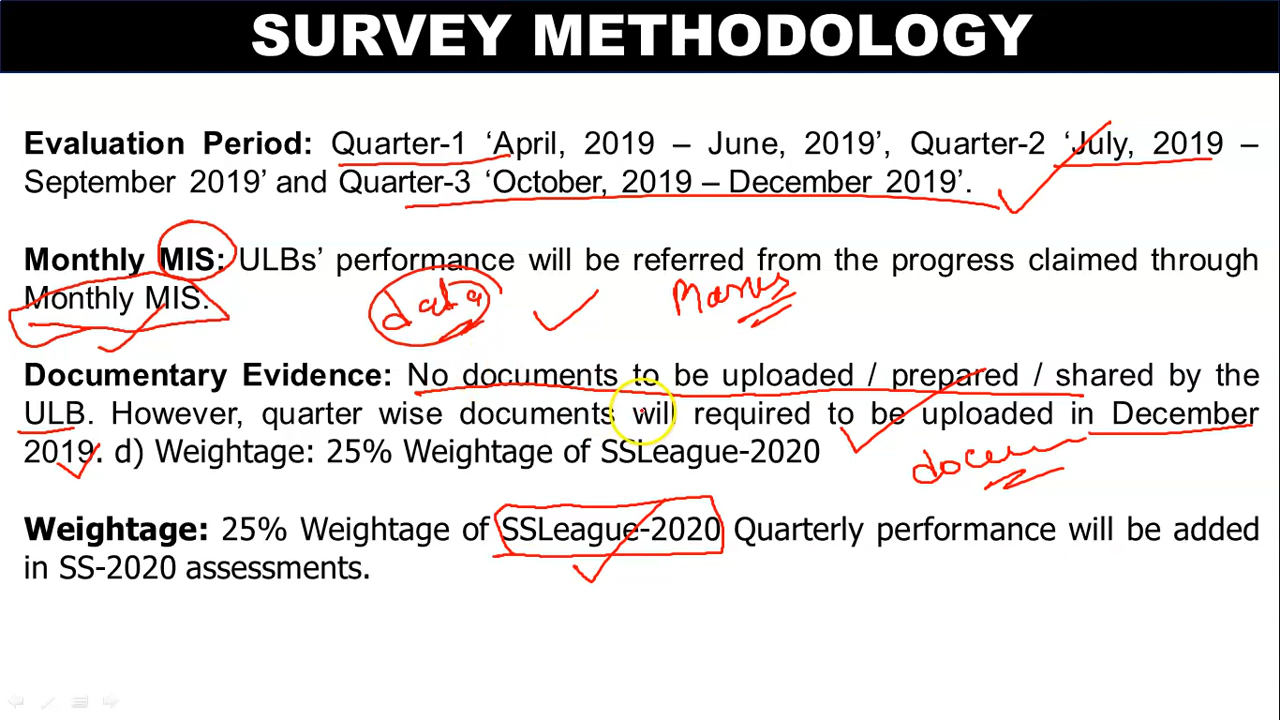 SURVEY METHODOLOGY
Evaluation Period: Quarter-1 ‘April, 2019 – June, 2019’, Quarter-2 ‘July, 2019 –
September 2019’ and Quarter-3 ‘October, 2019 – December 2019’.
Monthly MIS: ULBs’ performance will be referred from the progress claimed through
Monthly MIS.
data
Documentary Evidence: No documents to be uploaded / prepared / shared by the
ULB. However, quarter wise documents will required to be uploaded in December
2019. d) Weightage: 25% Weightage of SSLeague-2020
Weightage: 25% Weightage of SSLeague-2020 Quarterly performance will be added
in SS-2020 assessments.